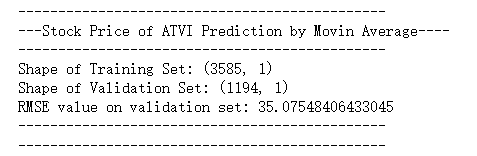 ----------------------------------------------
---Stock Price of ATVI Prediction by Movin Average----
----------------------------------------------
Shape of Training Set: (3585, 1)
Shape of Validation Set: (1194, 1)
RMSE value on validation set: 35.07548406433045
----------------------------------------------
----------------------------------------------